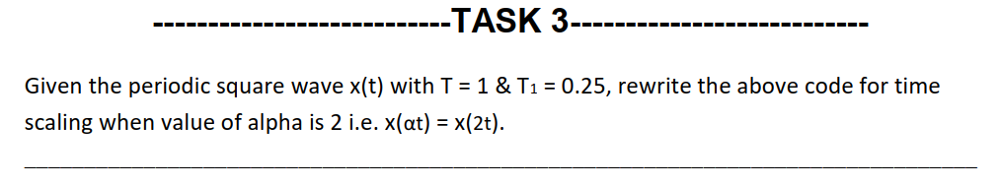 ---------------------------TASK 3---------------------------
Given the periodic square wave x(t) with T = 1 & T1 = 0.25, rewrite the above code for time
scaling when value of alpha is 2 i.e. x(αt) = x(2t).